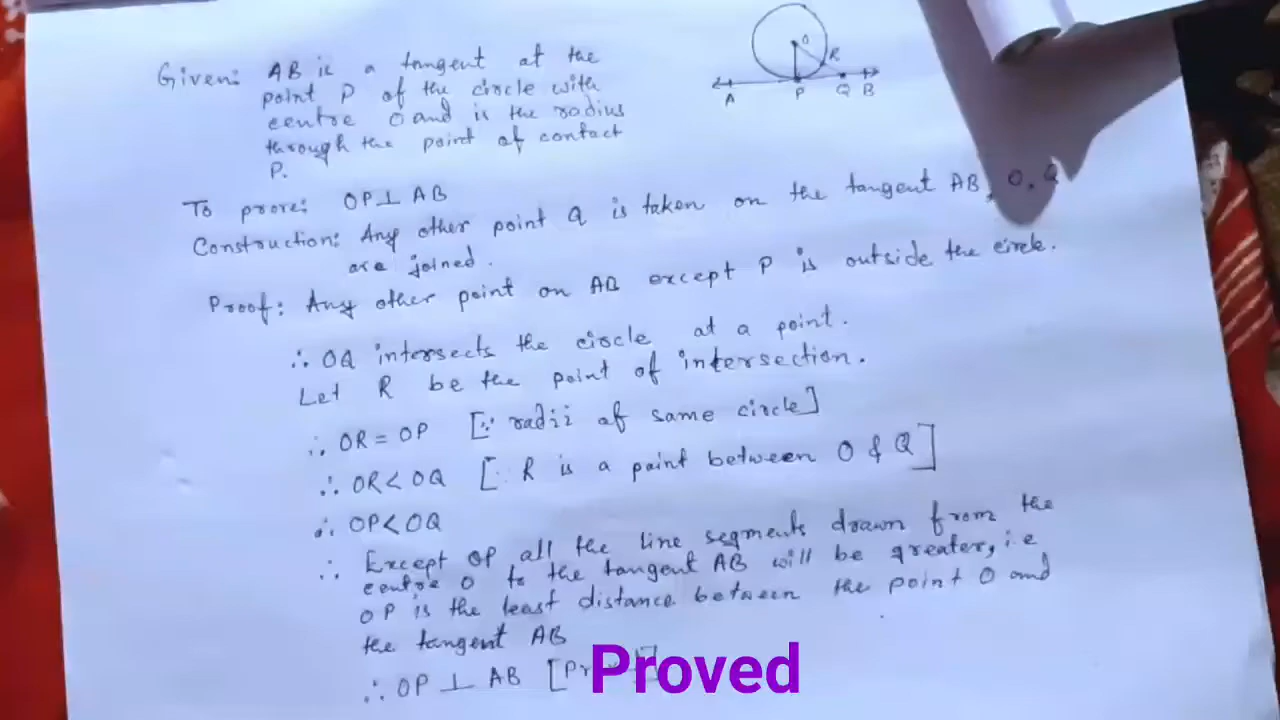 Given: AB is a tangent at the
point P of the circle with
centre O and is the radius
through the point of contact
P.
O
R
A
P
Q
B
To prove: OP⊥AB
Construction: Any other point Q is taken on the tangent AB, O, Q
are joined.
Proof: Any other point on AB except P is outside the circle.
∴ OQ intersects the circle at a point.
Let R be the point of intersection.
∴ OR = OP [∵ radii of same circle]
∴ OR<OQ [∵ R is a point between O & Q]
∴ OP<OQ
∴ Except OP all the line segments drawn from the
centre O to the tangent AB will be greater, i.e
OP is the least distance between the point O and
the tangent AB
∴ OP ⊥ AB
Proved